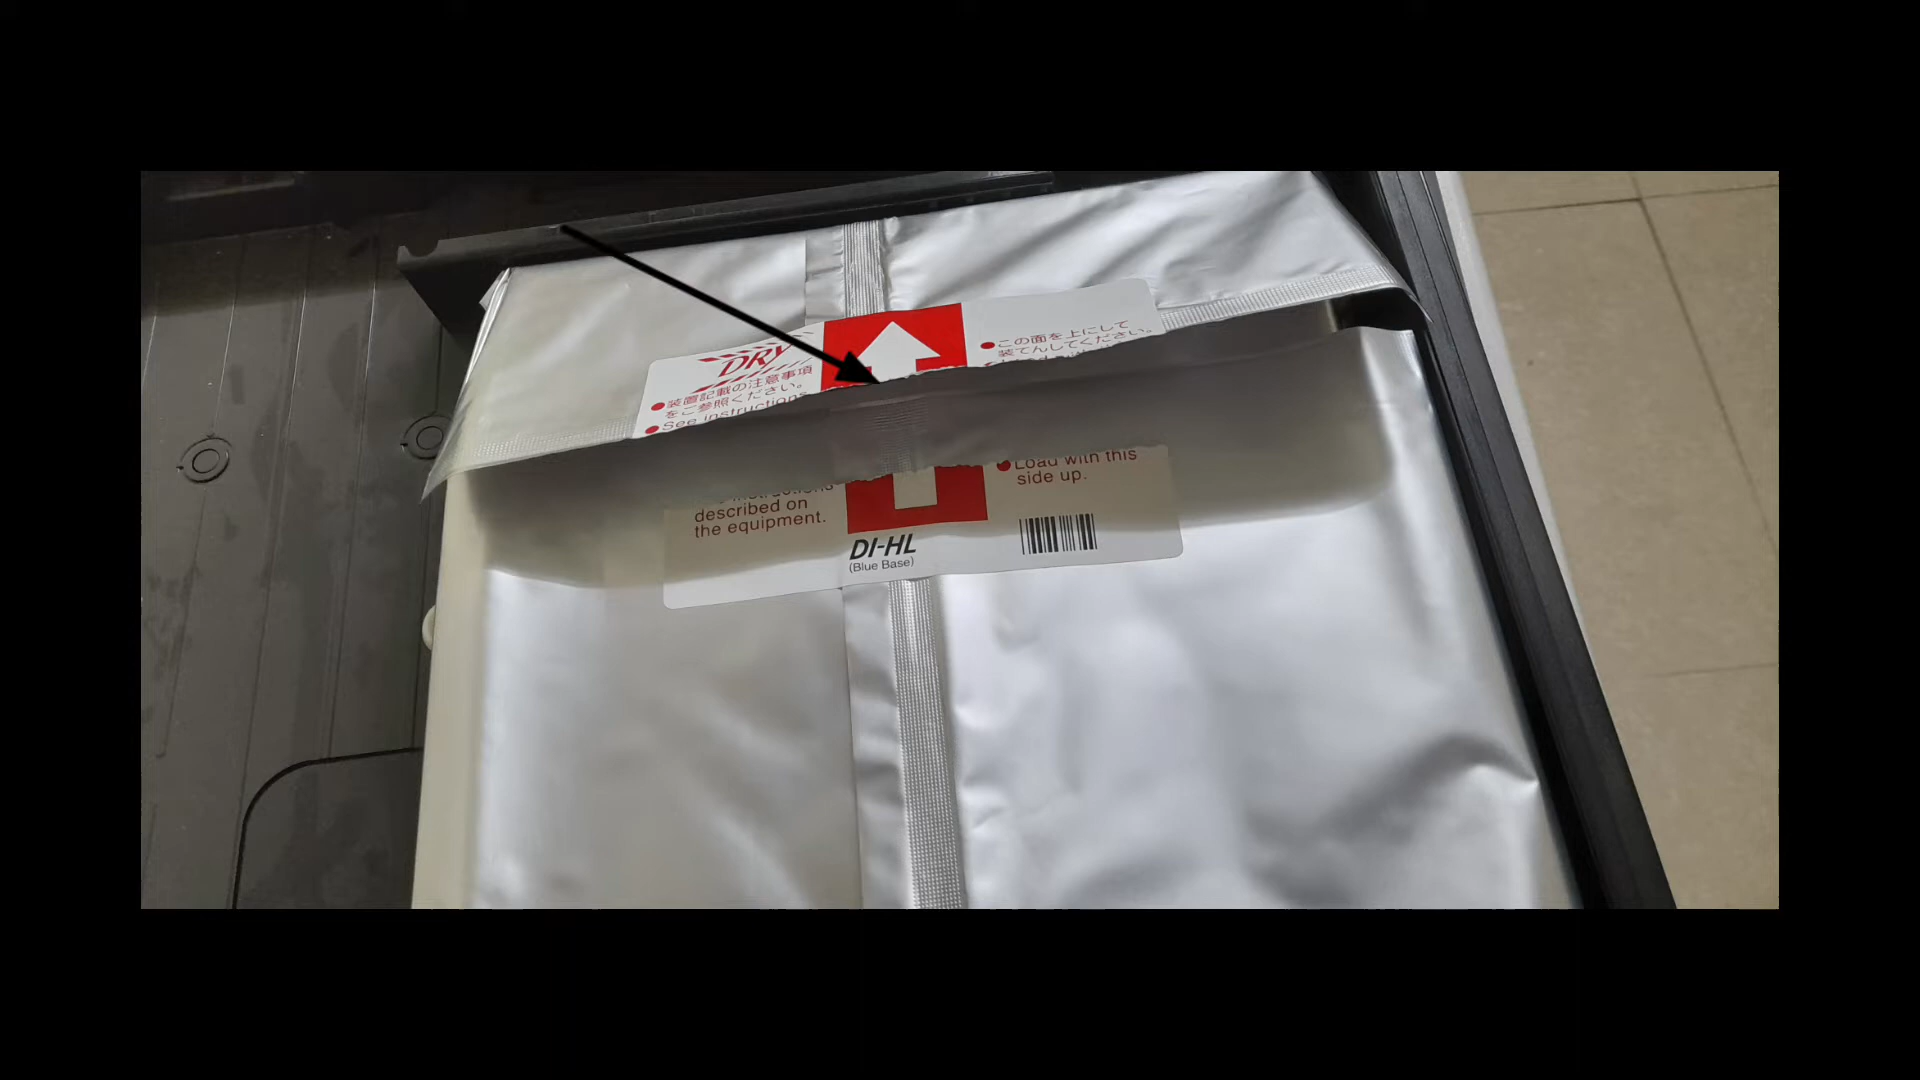 DRY
●装置記載の注意事項
をご参照ください。
●See instructions
●この面を上にして
装てんしてください。
described on
the equipment.
●Load with this
side up.
DI-HL
(Blue Base)